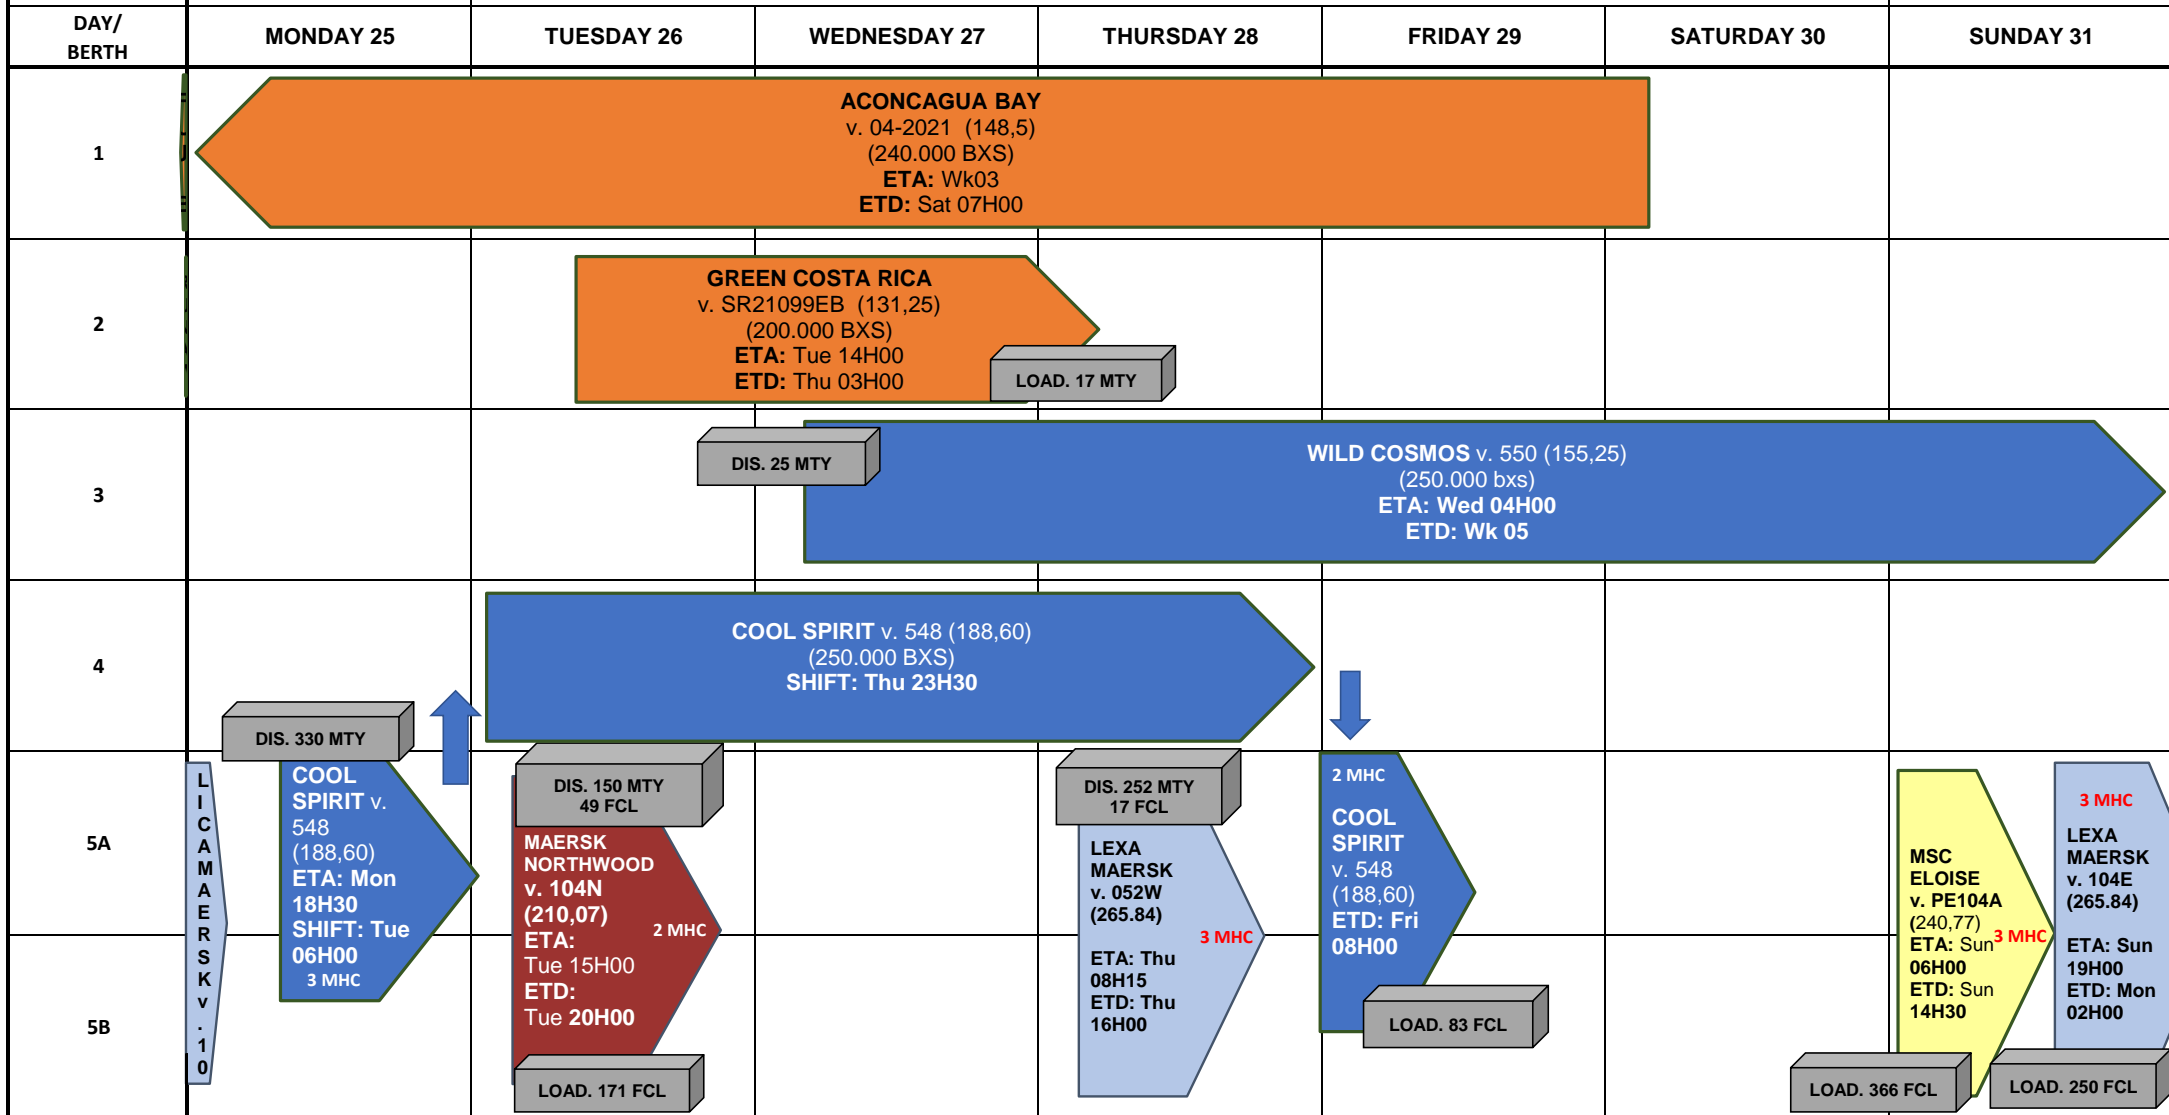 DAY/
BERTH
MONDAY 25
TUESDAY 26
WEDNESDAY 27
THURSDAY 28
FRIDAY 29
SATURDAY 30
SUNDAY 31
1
ACONCAGUA BAY
v. 04-2021 (148,5)
(240.000 BXS)
ETA: Wk03
ETD: Sat 07H00
2
GREEN COSTA RICA
v. SR21099EB (131,25)
(200.000 BXS)
ETA: Tue 14H00
ETD: Thu 03H00
LOAD. 17 MTY
3
DIS. 25 MTY
WILD COSMOS v. 550 (155,25)
(250.000 bxs)
ETA: Wed 04H00
ETD: Wk 05
4
COOL SPIRIT v. 548 (188,60)
(250.000 BXS)
SHIFT: Thu 23H30
5A
5B
L
I
C
A
M
A
E
R
S
K
v
.
1
0
DIS. 330 MTY
COOL
SPIRIT v.
548
(188,60)
ETA: Mon
18H30
SHIFT: Tue
06H00
3 MHC
DIS. 150 MTY
49 FCL
MAERSK
NORTHWOOD
v. 104N
(210,07)
ETA:
Tue 15H00
ETD:
Tue 20H00
2 MHC
LOAD. 171 FCL
DIS. 252 MTY
17 FCL
LEXA
MAERSK
v. 052W
(265.84)
ETA: Thu
08H15
ETD: Thu
16H00
3 MHC
2 MHC
COOL
SPIRIT
v. 548
(188,60)
ETD: Fri
08H00
LOAD. 83 FCL
MSC
ELOISE
v. PE104A
(240,77)
ETA: Sun
06H00
ETD: Sun
14H30
3 MHC
LOAD. 366 FCL
3 MHC
LEXA
MAERSK
v. 104E
(265.84)
ETA: Sun
19H00
ETD: Mon
02H00
LOAD. 250 FCL